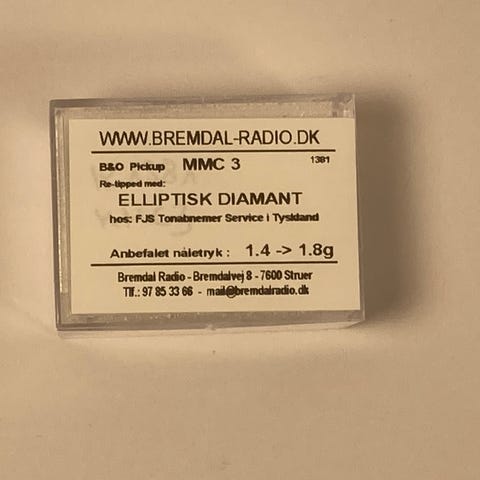 WWW.BREMDAL-RADIO.DK
B&O Pickup MMC 3 1381
Re-tipped med:
ELLIPTISK DIAMANT
hos: FJS Tonabnemer Service i Tyskland
Anbefalet nåletryk : 1.4 -> 1.8g
Bremdal Radio - Bremdalvej 8 - 7600 Struer
Tlf.: 97 85 33 66 - mail@bremdalradio.dk